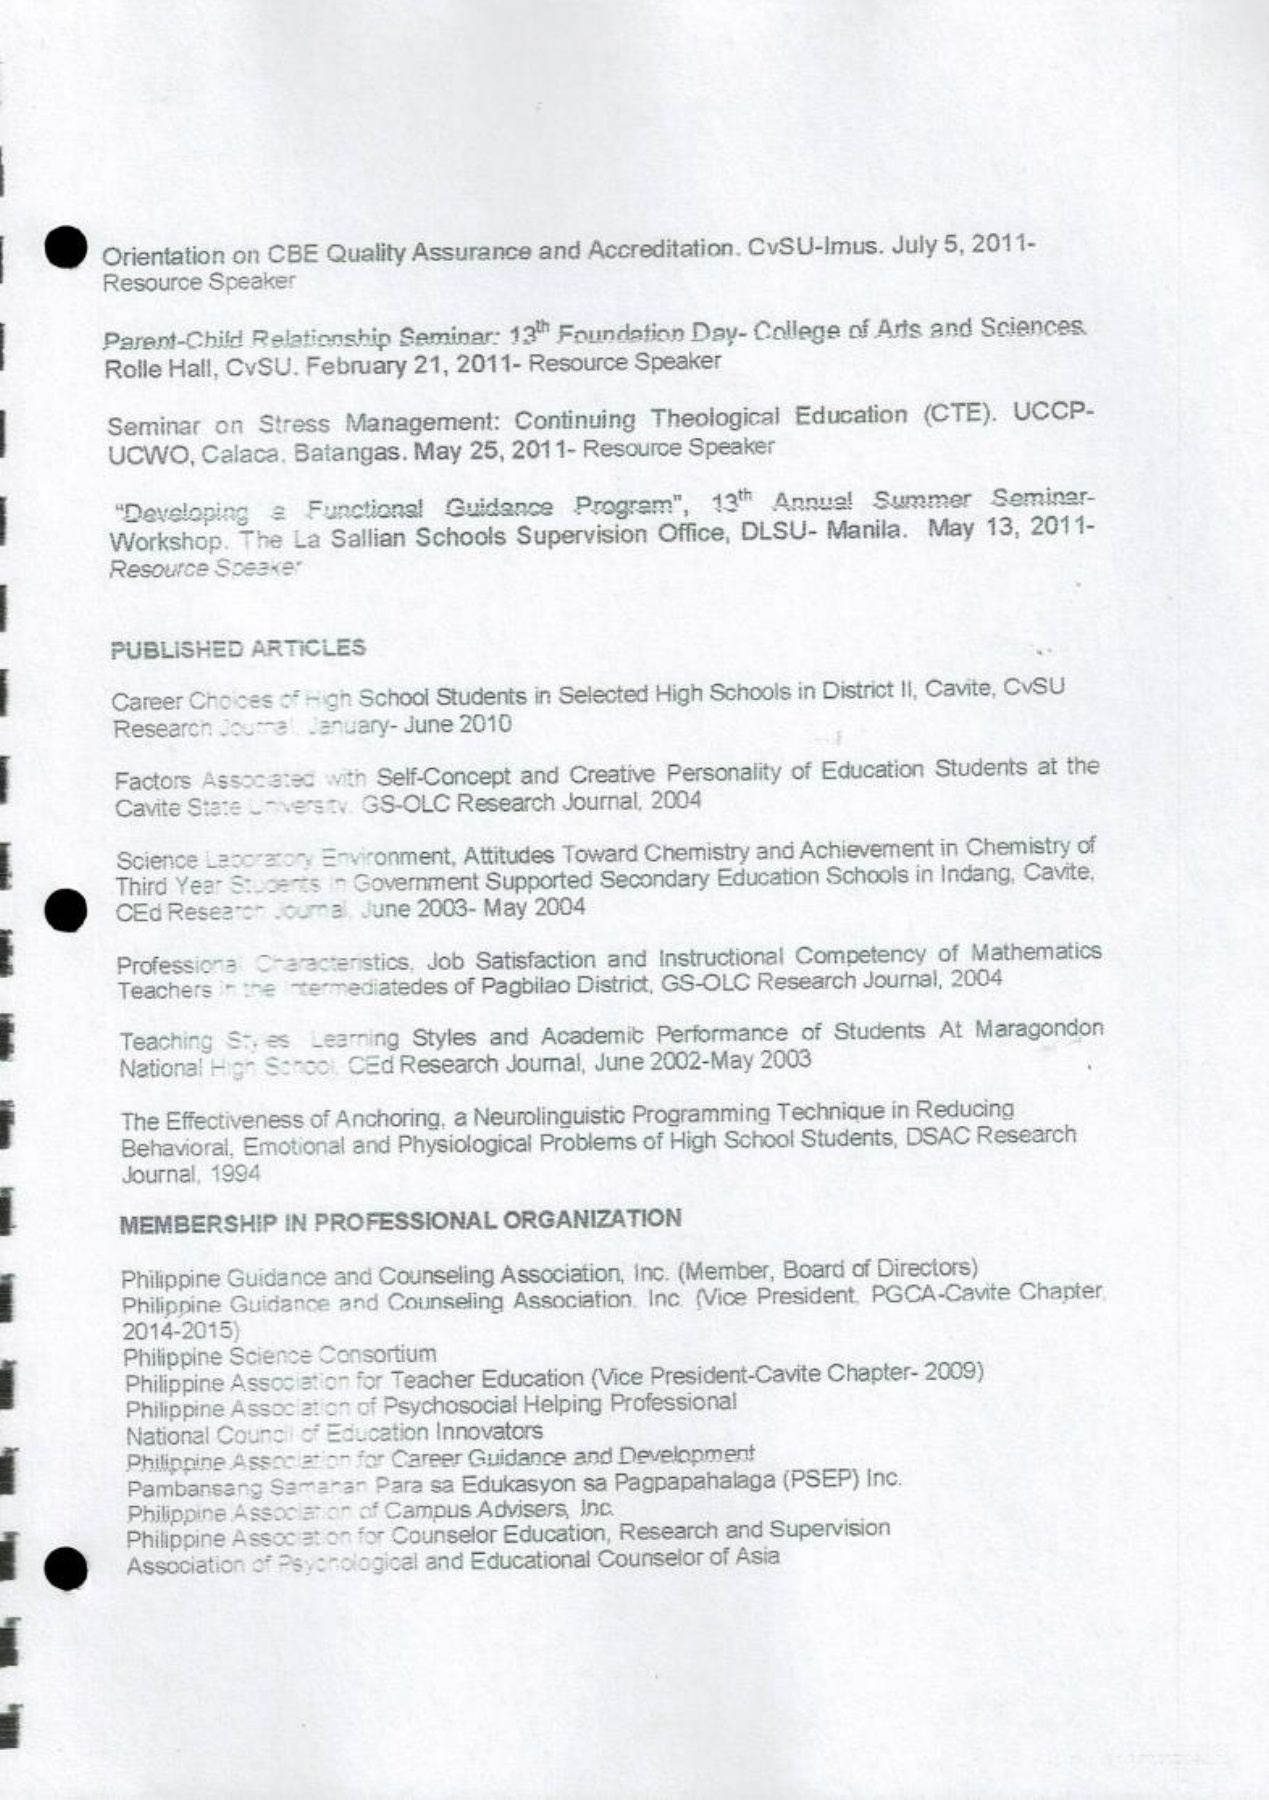 Orientation on CBE Quality Assurance and Accreditation. CvSU-Imus. July 5, 2011-
Resource Speaker
Parent-Child Relationship Seminar: 13th Foundation Day- College of Arts and Sciences.
Rolle Hall, CvSU. February 21, 2011- Resource Speaker
Seminar on Stress Management: Continuing Theological Education (CTE). UCCP-
UCWO, Calaca, Batangas. May 25, 2011- Resource Speaker
"Developing a Functional Guidance Program", 13th Annual Summer Seminar-
Workshop. The La Sallian Schools Supervision Office, DLSU- Manila. May 13, 2011-
Resource Speaker
PUBLISHED ARTICLES
Career Choices of High School Students in Selected High Schools in District II, Cavite, CvSU
Research Journal, January- June 2010
Factors Associated with Self-Concept and Creative Personality of Education Students at the
Cavite State University. GS-OLC Research Journal, 2004
Science Laboratory Environment, Attitudes Toward Chemistry and Achievement in Chemistry of
Third Year Students in Government Supported Secondary Education Schools in Indang, Cavite,
CEd Research Journal, June 2003- May 2004
Professional Characteristics, Job Satisfaction and Instructional Competency of Mathematics
Teachers in the Intermediatedes of Pagbilao District, GS-OLC Research Journal, 2004
Teaching Styles, Learning Styles and Academic Performance of Students At Maragondon
National High School, CEd Research Journal, June 2002-May 2003
The Effectiveness of Anchoring, a Neurolinguistic Programming Technique in Reducing
Behavioral, Emotional and Physiological Problems of High School Students, DSAC Research
Journal, 1994
MEMBERSHIP IN PROFESSIONAL ORGANIZATION
Philippine Guidance and Counseling Association, Inc. (Member, Board of Directors)
Philippine Guidance and Counseling Association, Inc. (Vice President, PGCA-Cavite Chapter,
2014-2015)
Philippine Science Consortium
Philippine Association for Teacher Education (Vice President-Cavite Chapter- 2009)
Philippine Association of Psychosocial Helping Professional
National Council of Education Innovators
Philippine Association for Career Guidance and Development
Pambansang Samahan Para sa Edukasyon sa Pagpapahalaga (PSEP) Inc.
Philippine Association of Campus Advisers, Inc.
Philippine Association for Counselor Education, Research and Supervision
Association of Psychological and Educational Counselor of Asia